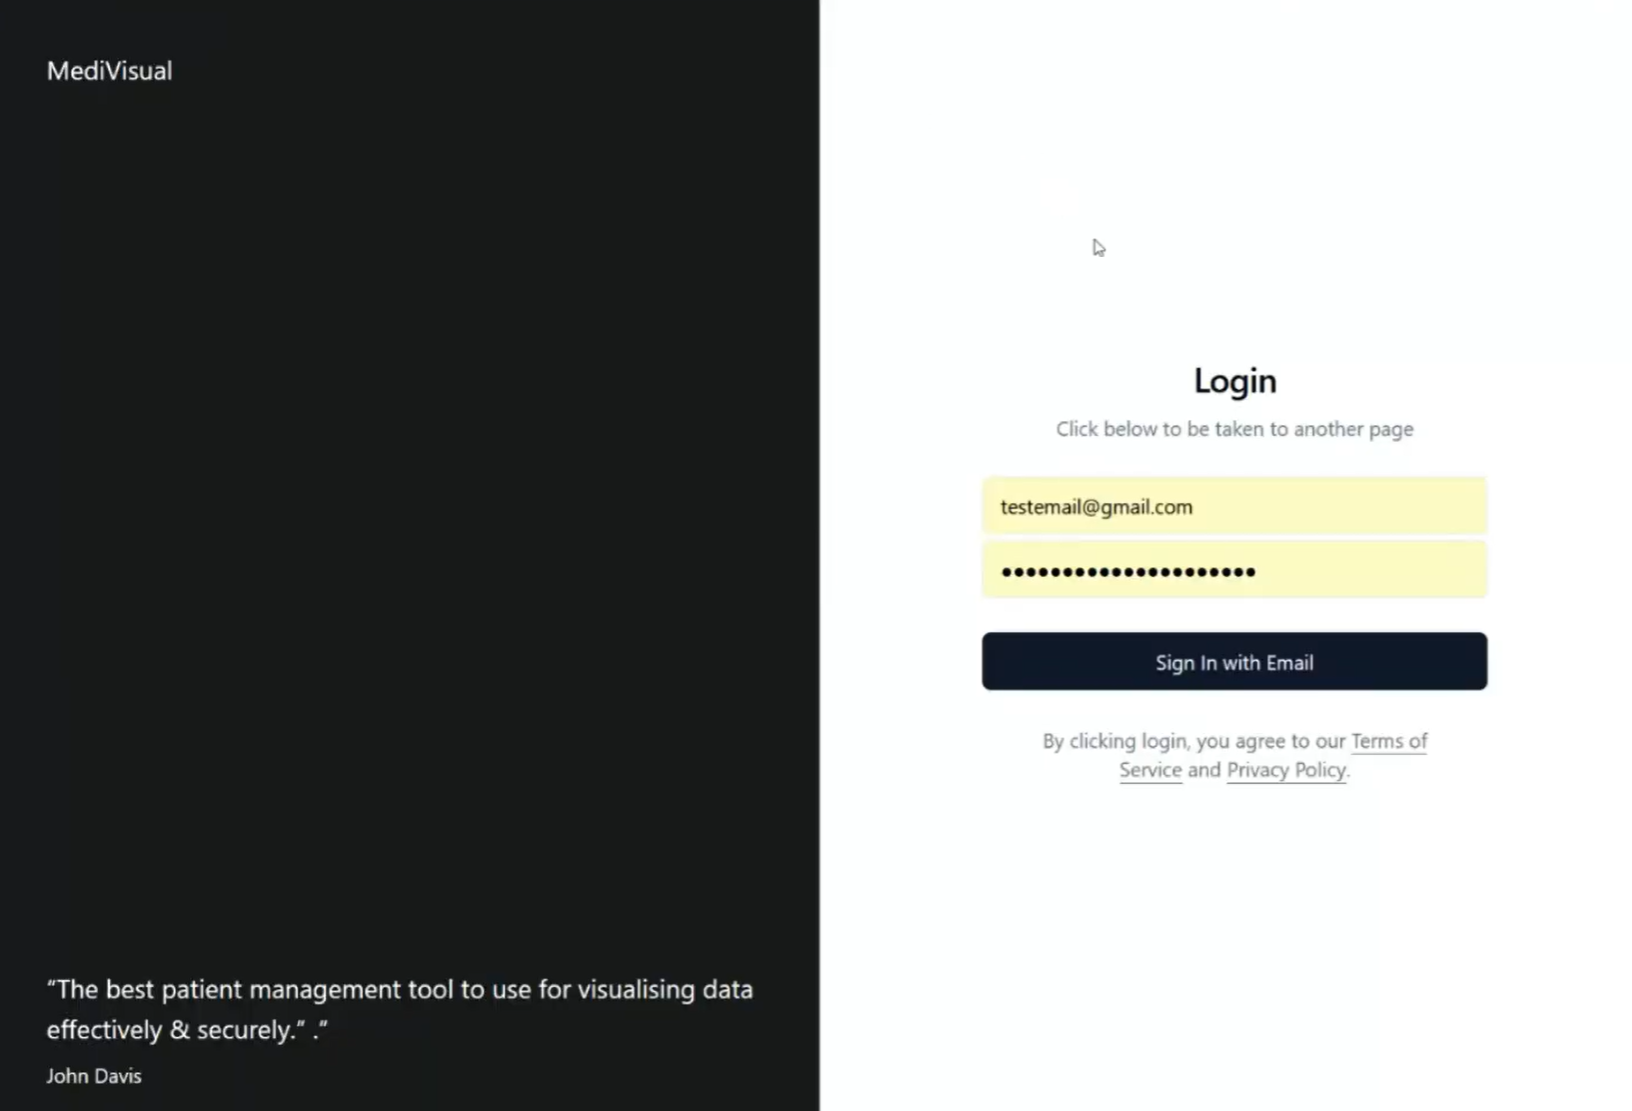 MediVisual
“The best patient management tool to use for visualising data
effectively & securely.” .”
John Davis
Login
Click below to be taken to another page
testemail@gmail.com
•••••••••••••••••••••
Sign In with Email
By clicking login, you agree to our Terms of
Service and Privacy Policy.